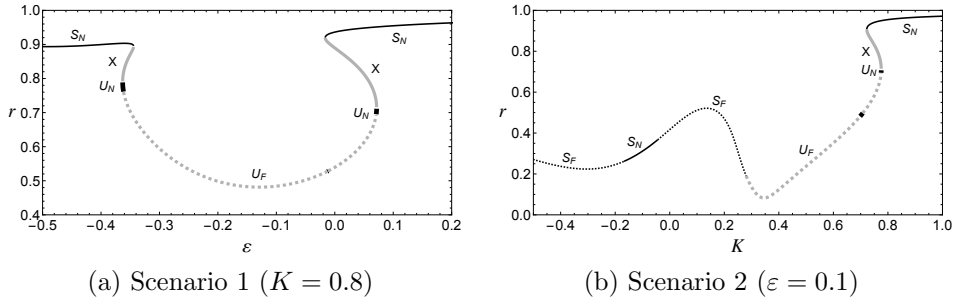 1.0
0.9
0.8
0.7
0.6
0.5
0.4
r
S_N
X
U_N
U_F
U_N
X
S_N
−0.5 −0.4 −0.3 −0.2 −0.1 0.0 0.1 0.2
ε
(a) Scenario 1 (K = 0.8)
1.0
0.8
0.6
0.4
0.2
0.0
r
S_F
S_N
S_F
U_F
U_N
X
S_N
−0.4 −0.2 0.0 0.2 0.4 0.6 0.8 1.0
K
(b) Scenario 2 (ε = 0.1)